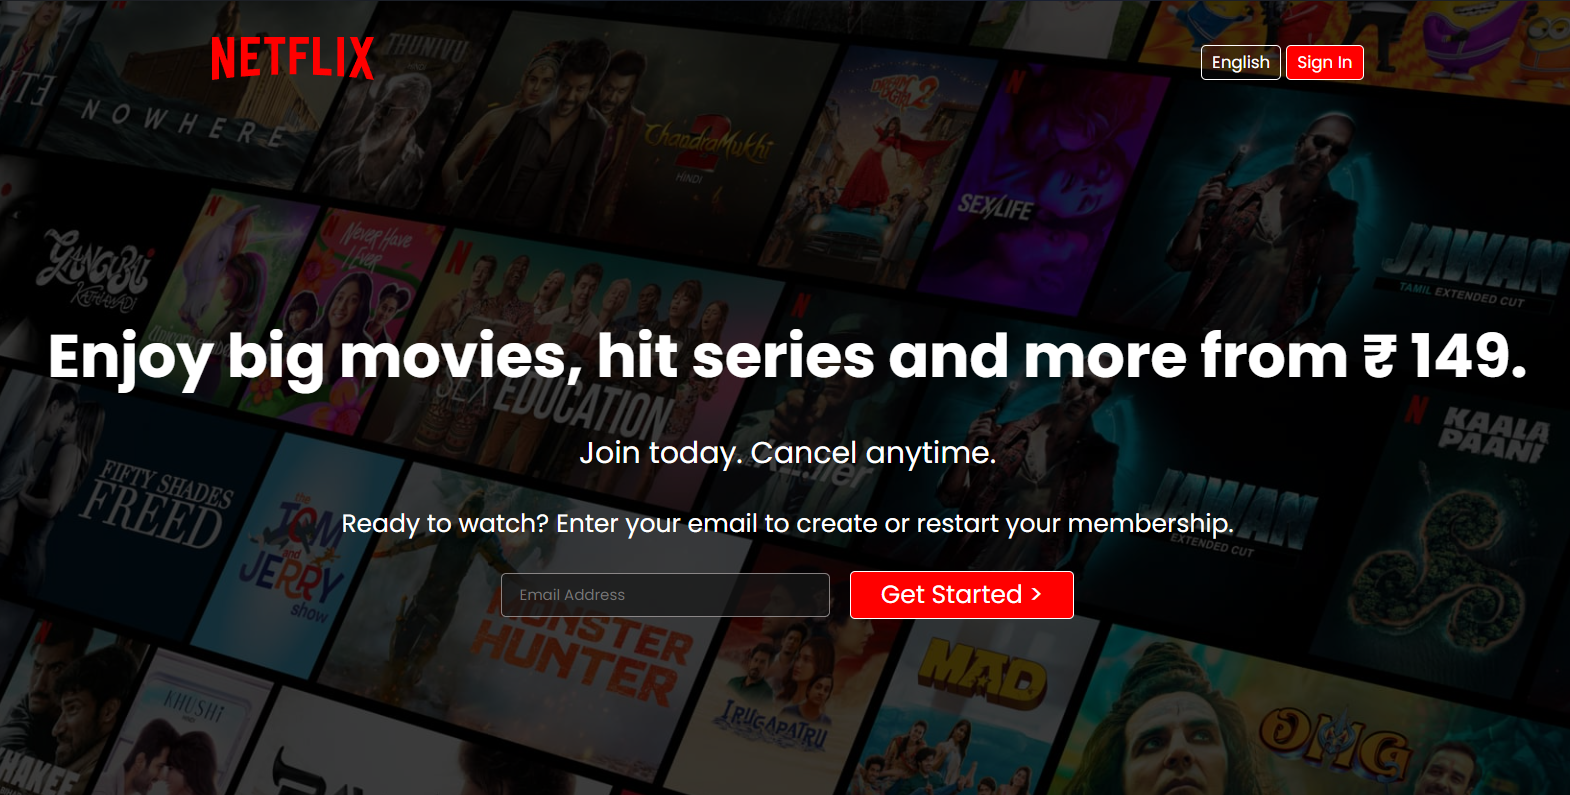 NETFLIX
English
Sign In
THUNIVU
NOWHERE
ChandraMukhi
2
HINDI
DREAM GIRL 2
SEX/LIFE
JAWAN
TAMIL EXTENDED CUT
GANGUBAI
KATHIAWADI
Never Have
I Ever
Enjoy big movies, hit series and more from ₹ 149.
SEX EDUCATION
KAALA
PAANI
Join today. Cancel anytime.
FIFTY SHADES
FREED
JAWAN
EXTENDED CUT
Ready to watch? Enter your email to create or restart your membership.
the
TOM
and
JERRY
show
Email Address
Get Started >
MONSTER
HUNTER
MAD
KHUSHI
IRUGAPATRU
OMG